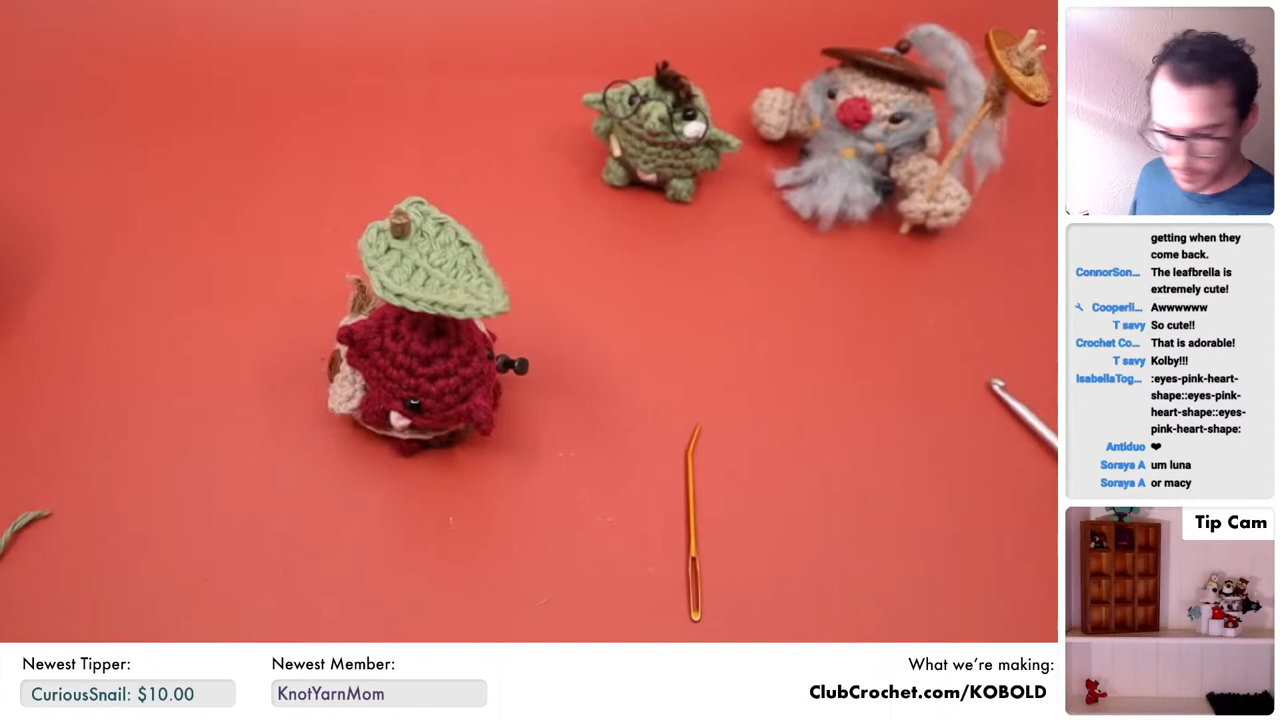 getting when they
come back.
ConnorSon... The leafbrella is
extremely cute!
Cooperli... Awwwwww
T savy So cute!!
Crochet Co... That is adorable!
T savy Kolby!!!
IsabellaTog... :eyes-pink-heart-
shape::eyes-pink-
heart-shape::eyes-
pink-heart-shape:
Antiduo ❤
Soraya A um luna
Soraya A or macy
Tip Cam
Newest Tipper:
CuriousSnail: $10.00
Newest Member:
KnotYarnMom
What we're making:
ClubCrochet.com/KOBOLD